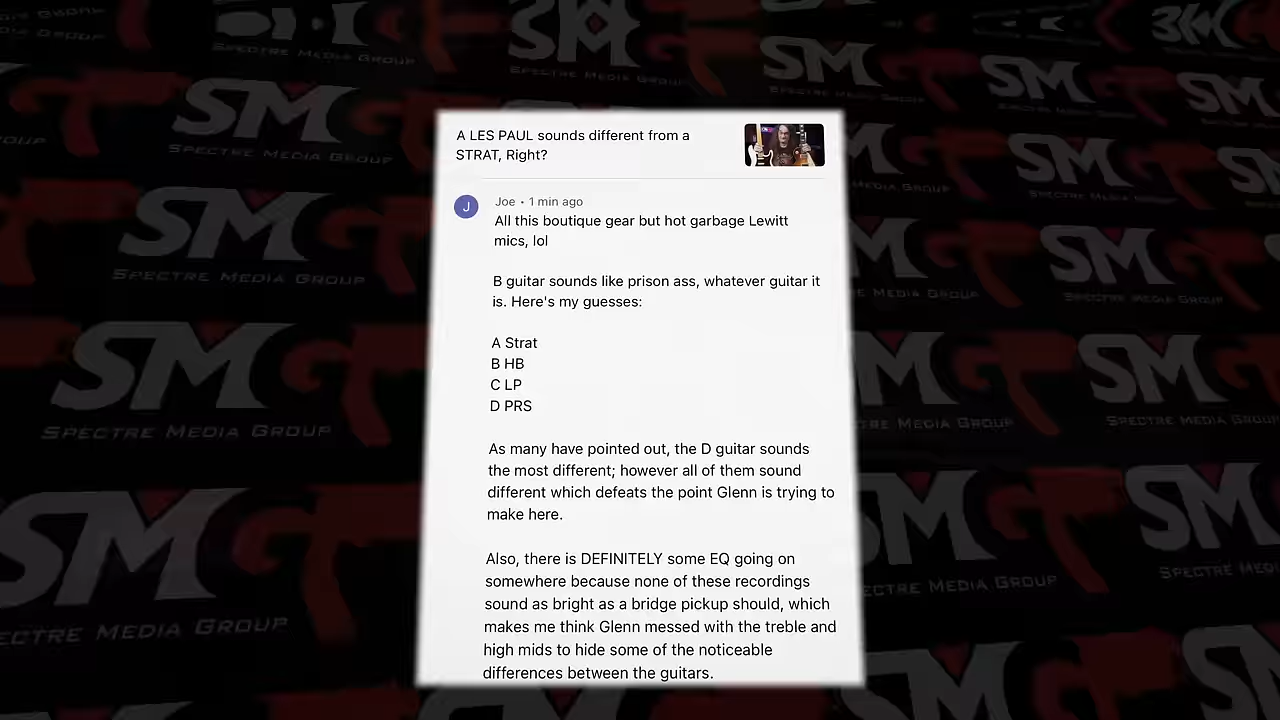 A LES PAUL sounds different from a
STRAT, Right?
J
Joe • 1 min ago
All this boutique gear but hot garbage Lewitt
mics, lol
B guitar sounds like prison ass, whatever guitar it
is. Here's my guesses:
A Strat
B HB
C LP
D PRS
As many have pointed out, the D guitar sounds
the most different; however all of them sound
different which defeats the point Glenn is trying to
make here.
Also, there is DEFINITELY some EQ going on
somewhere because none of these recordings
sound as bright as a bridge pickup should, which
makes me think Glenn messed with the treble and
high mids to hide some of the noticeable
differences between the guitars.
SMG
SPECTRE MEDIA GROUP